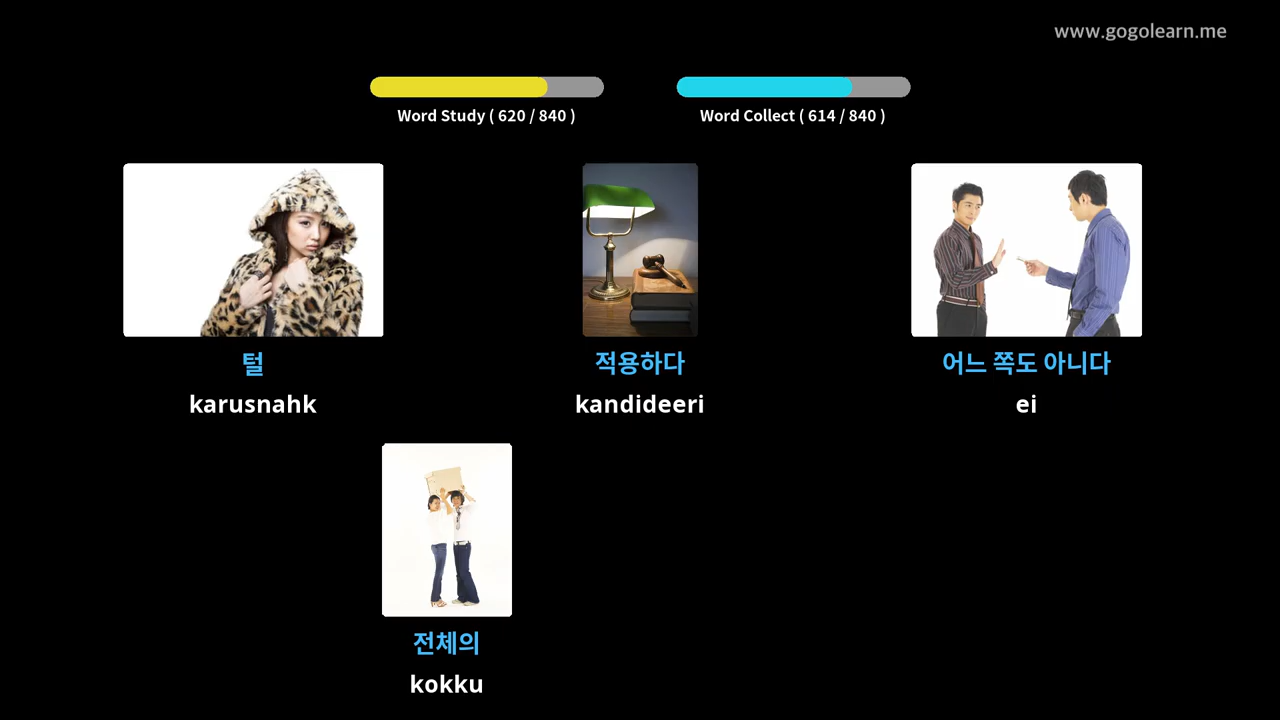 www.gogolearn.me
Word Study ( 620 / 840 )
Word Collect ( 614 / 840 )
털
karusnahk
적용하다
kandideeri
어느 쪽도 아니다
ei
전체의
kokku